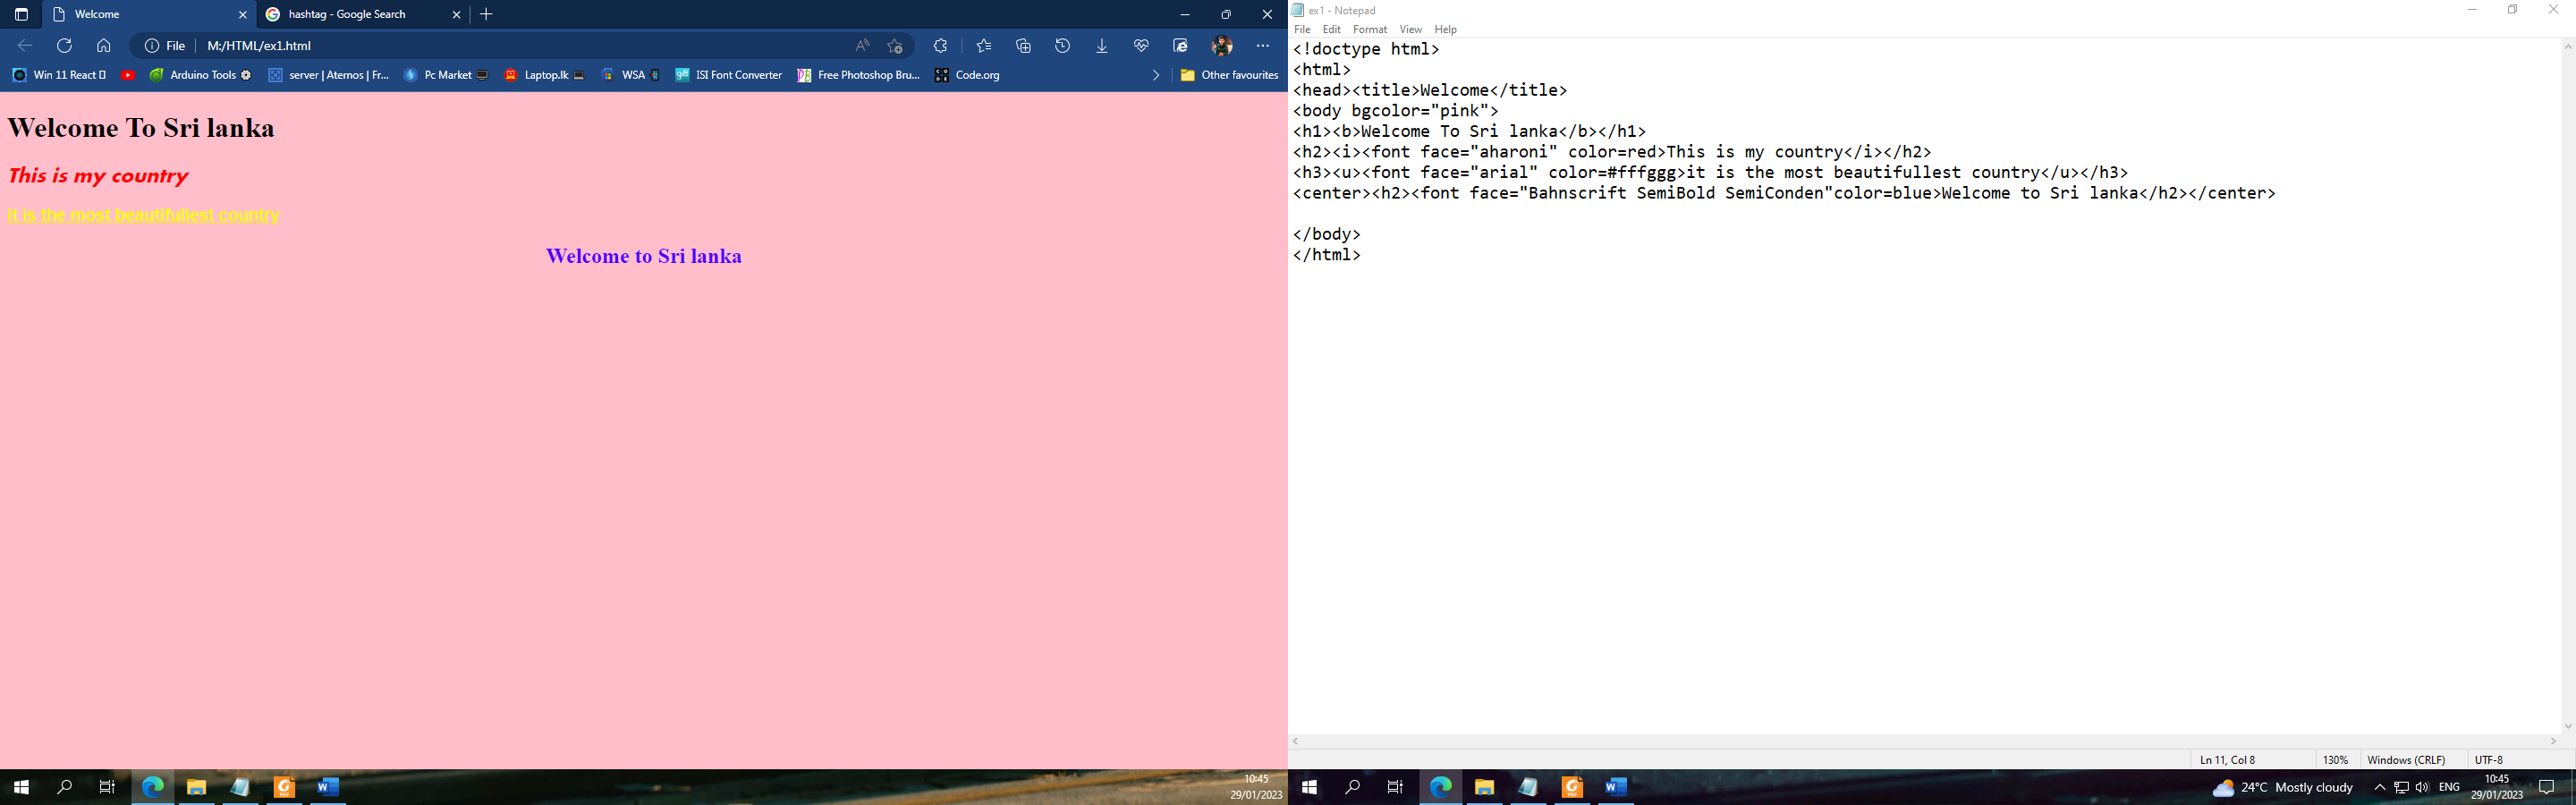 Welcome
hashtag - Google Search
File
M:/HTML/ex1.html
Win 11 React
Arduino Tools
server | Aternos | Fr...
Pc Market
Laptop.lk
WSA
ISI Font Converter
Free Photoshop Bru...
Code.org
Other favourites
Welcome To Sri lanka
This is my country
it is the most beautifullest country
Welcome to Sri lanka
10:45
29/01/2023
ex1 - Notepad
File Edit Format View Help
<!doctype html>
<html>
<head><title>Welcome</title>
<body bgcolor="pink">
<h1><b>Welcome To Sri lanka</b></h1>
<h2><i><font face="aharoni" color=red>This is my country</i></h2>
<h3><u><font face="arial" color=#fffggg>it is the most beautifullest country</u></h3>
<center><h2><font face="Bahnscrift SemiBold SemiConden"color=blue>Welcome to Sri lanka</h2></center>
</body>
</html>
Ln 11, Col 8
130%
Windows (CRLF)
UTF-8
24°C Mostly cloudy
ENG
10:45
29/01/2023